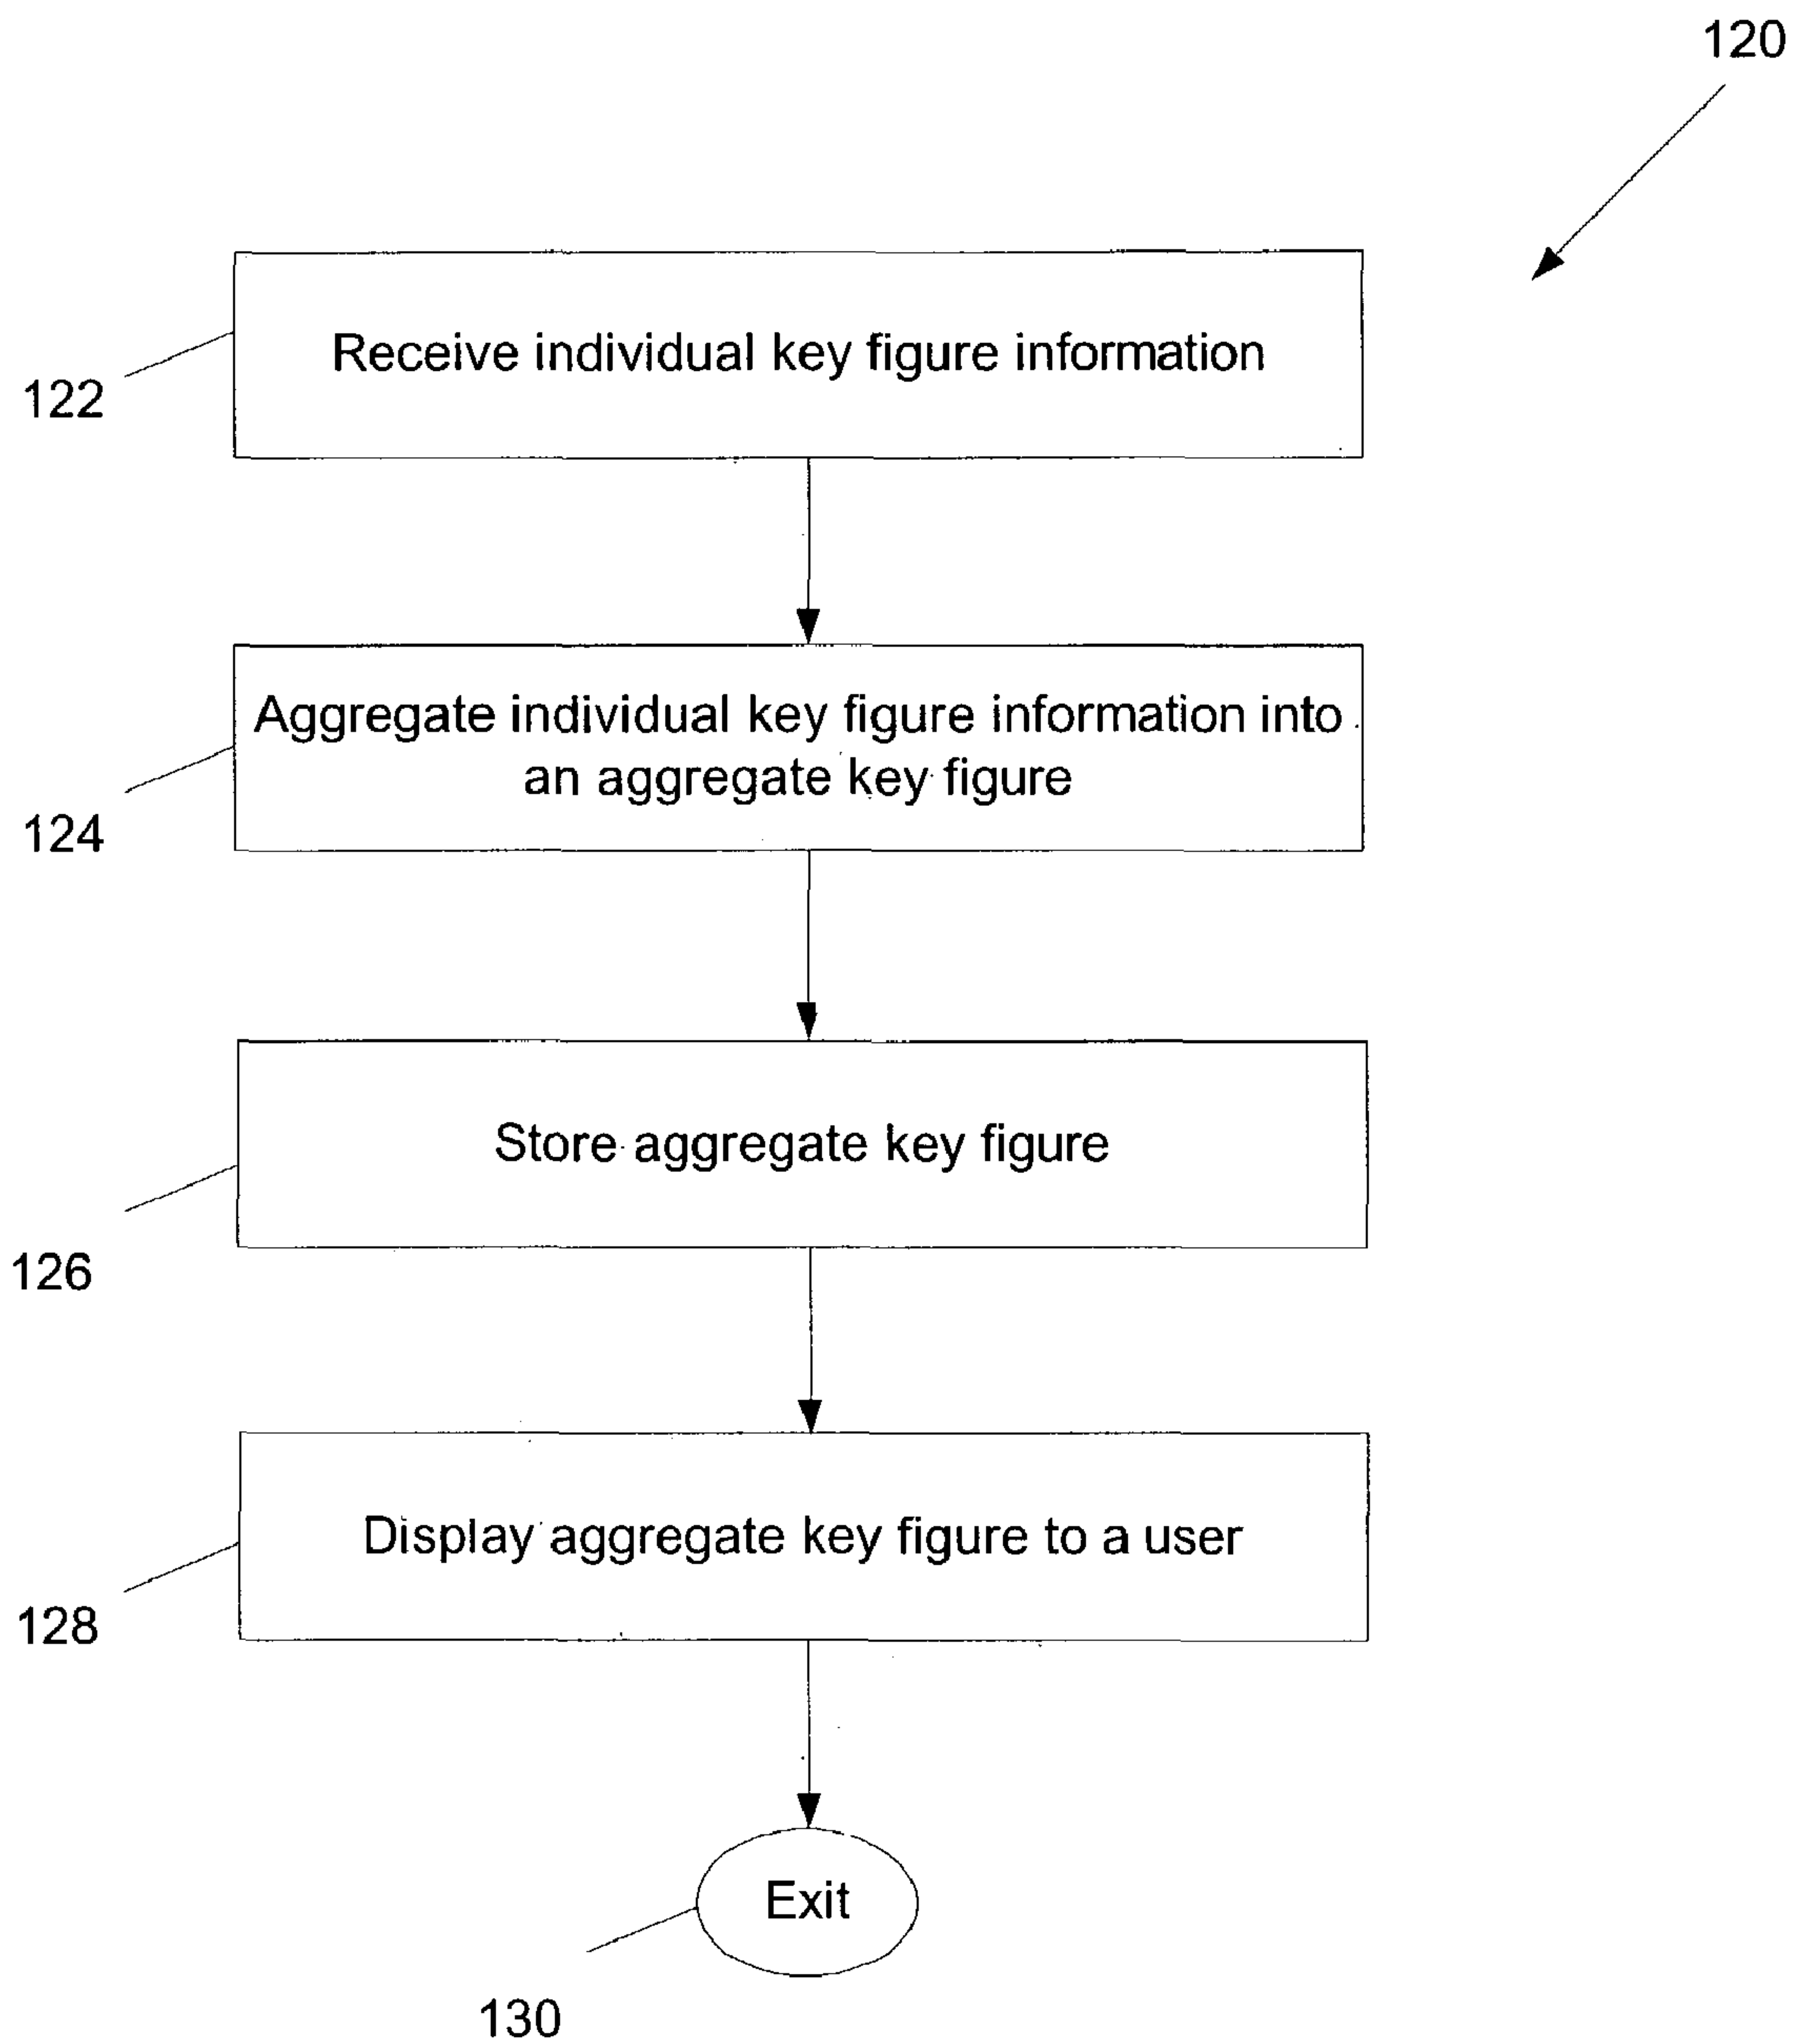 120
Receive individual key figure information
122
Aggregate individual key figure information into
an aggregate key figure
124
Store aggregate key figure
126
Display aggregate key figure to a user
128
Exit
130